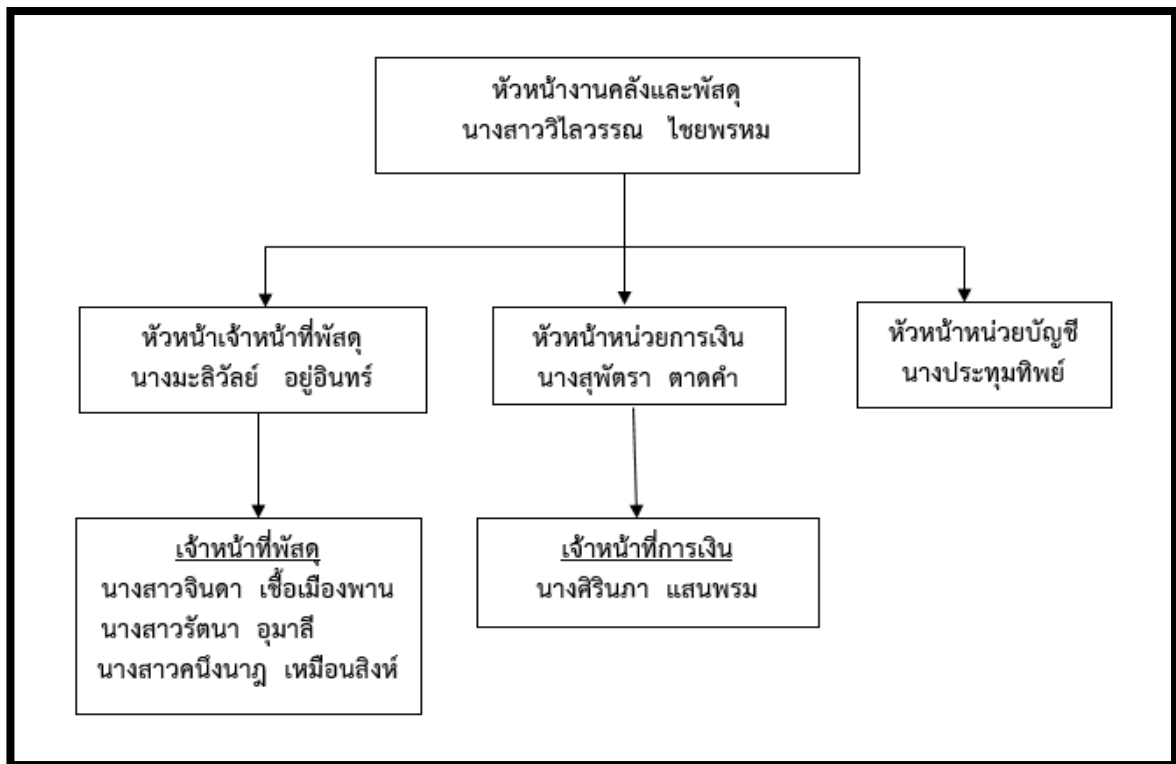 หัวหน้างานคลังและพัสดุ
นางสาววิไลวรรณ ไชยพรหม
หัวหน้าเจ้าหน้าที่พัสดุ
นางมะลิวัลย์ อยู่อินทร์
หัวหน้าหน่วยการเงิน
นางสุพัตรา ตาดคำ
หัวหน้าหน่วยบัญชี
นางประทุมทิพย์
เจ้าหน้าที่พัสดุ
นางสาวจินดา เชื้อเมืองพาน
นางสาวรัตนา อุมาลี
นางสาวคนึงนาฎ เหมือนสิงห์
เจ้าหน้าที่การเงิน
นางศิรินภา แสนพรม